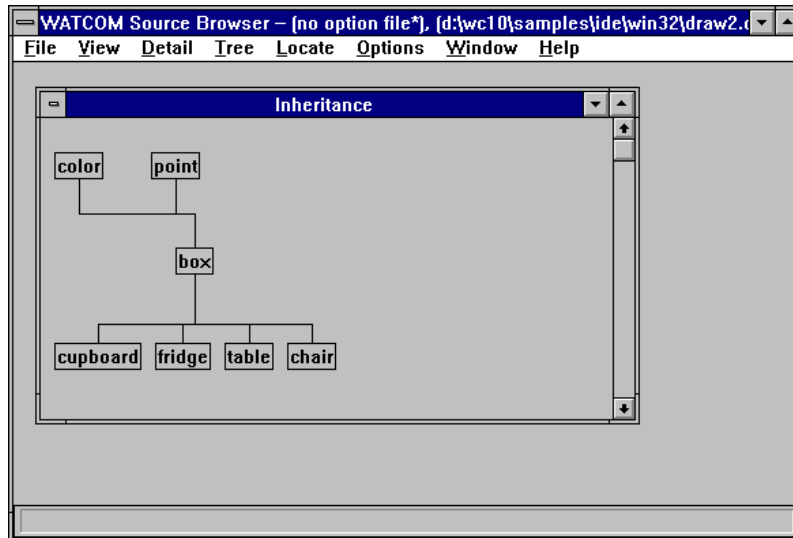 WATCOM Source Browser – (no option file*), (d:\wc10\samples\ide\win32\draw2.
File View Detail Tree Locate Options Window Help
Inheritance
color point
box
cupboard fridge table chair